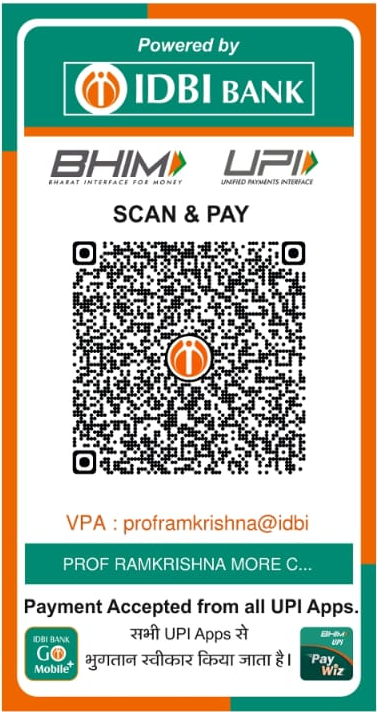 Powered by
IDBI BANK
BHIM UPI
BHARAT INTERFACE FOR MONEY UNIFIED PAYMENTS INTERFACE
SCAN & PAY
VPA : proframkrishna@idbi
PROF RAMKRISHNA MORE C...
Payment Accepted from all UPI Apps.
सभी UPI Apps से
भुगतान स्वीकार किया जाता है।
IDBI BANK
GO
Mobile+
BHIM
UPI
Pay
Wiz